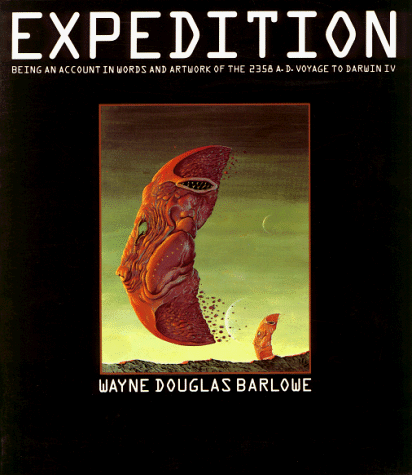 EXPEDITION
BEING AN ACCOUNT IN WORDS AND ARTWORK OF THE 2358 A.D. VOYAGE TO DARWIN IV
WAYNE DOUGLAS BARLOWE